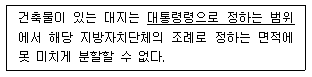 건축물이 있는 대지는 대통령령으로 정하는 범위
에서 해당 지방자치단체의 조례로 정하는 면적에
못 미치게 분할할 수 없다.